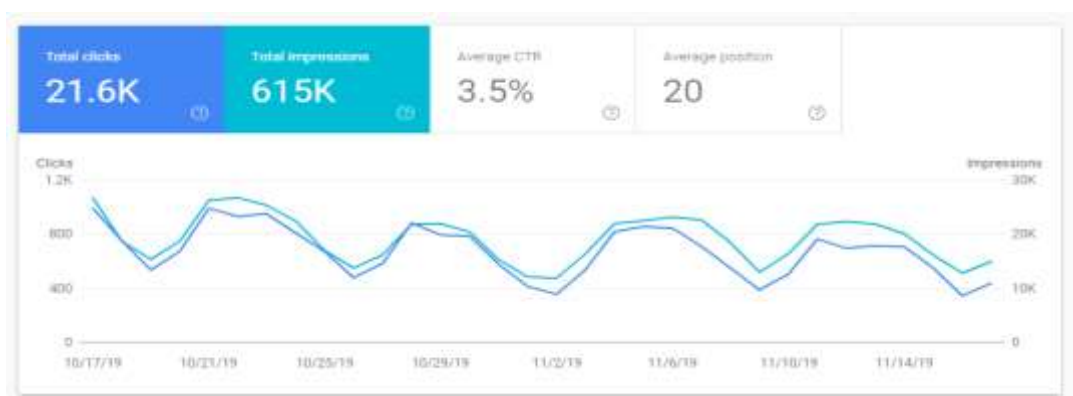 Total clicks
21.6K
Total impressions
615K
Average CTR
3.5%
Average position
20
Clicks
Impressions
1.2K
30K
800
20K
400
10K
0
0
10/17/19 10/21/19 10/25/19 10/29/19 11/2/19 11/6/19 11/10/19 11/14/19